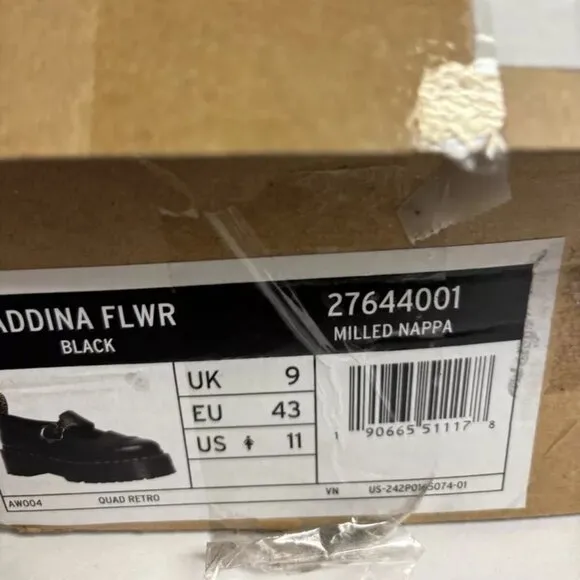 ADDINA FLWR
BLACK
27644001
MILLED NAPPA
UK 9
EU 43
US 11
1 90665 51117 8
AW004
QUAD RETRO
VN
US-242P0165074-01